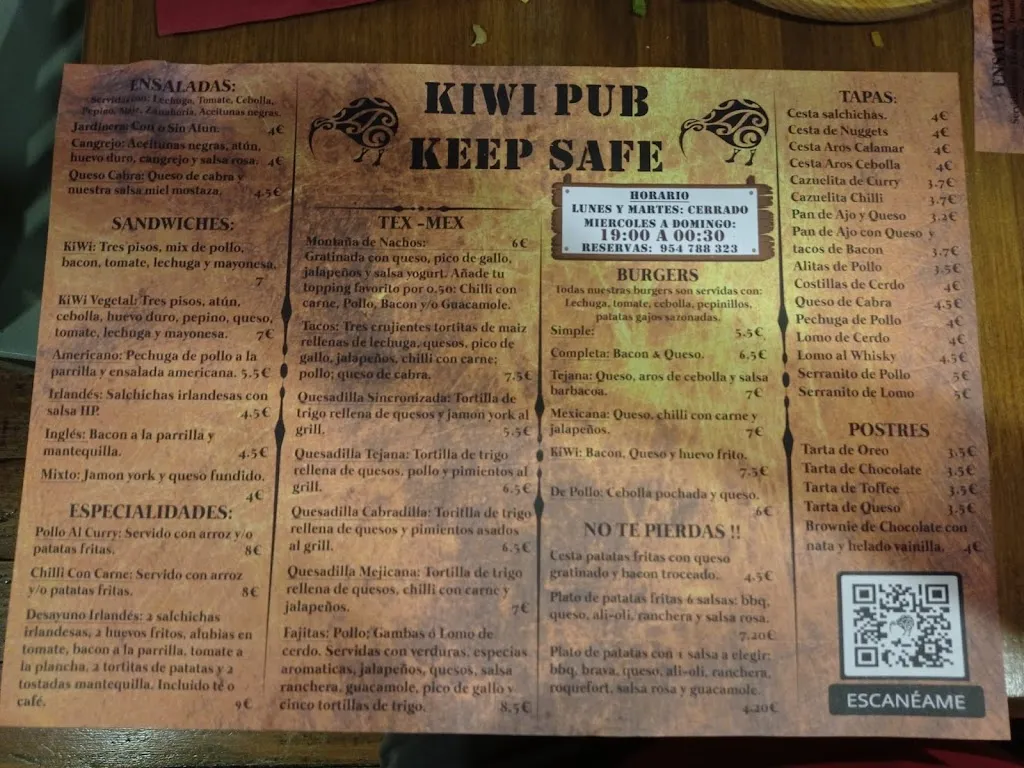 ENSALADAS:
Servidas con: Lechuga, Tomate, Cebolla,
Pepino, Maiz, Zanahoria, Aceitunas negras.
Jardinera: Con o Sin Atun. 4€
Cangrejo: Aceitunas negras, atún,
huevo duro, cangrejo y salsa rosa. 4€
Queso Cabra: Queso de cabra y
nuestra salsa miel mostaza. 4.5€
SANDWICHES:
KiWi: Tres pisos, mix de pollo,
bacon, tomate, lechuga y mayonesa.
7
KiWi Vegetal: Tres pisos, atún,
cebolla, huevo duro, pepino, queso,
tomate, lechuga y mayonesa. 7€
Americano: Pechuga de pollo a la
parrilla y ensalada americana. 5.5€
Irlandés: Salchichas irlandesas con
salsa HP. 4.5€
Inglés: Bacon a la parrilla y
mantequilla. 4.5€
Mixto: Jamon york y queso fundido.
4€
ESPECIALIDADES:
Pollo Al Curry: Servido con arroz y/o
patatas fritas. 8€
Chilli Con Carne: Servido con arroz
y/o patatas fritas. 8€
Desayuno Irlandés: 2 salchichas
irlandesas, 2 huevos fritos, alubias en
tomate, bacon a la parrilla, tomate a
la plancha, 2 tortitas de patatas y 2
tostadas mantequilla. Incluido té o
café. 9€
KIWI PUB
KEEP SAFE
TEX -MEX
Montaña de Nachos: 6€
Gratinada con queso, pico de gallo,
jalapeños y salsa yogurt. Añade tu
topping favorito por 0.50: Chilli con
carne, Pollo, Bacon y/o Guacamole.
Tacos: Tres crujientes tortitas de maiz
rellenas de lechuga, quesos, pico de
gallo, jalapeños, chilli con carne;
pollo; queso de cabra. 7.5€
Quesadilla Sincronizada: Tortilla de
trigo rellena de quesos y jamon york al
grill. 5.5€
Quesadilla Tejana: Tortilla de trigo
rellena de quesos, pollo y pimientos al
grill. 6.5€
Quesadilla Cabradilla: Toritlla de trigo
rellena de quesos y pimientos asados
al grill. 6.5€
Quesadilla Mejicana: Tortilla de trigo
rellena de quesos, chilli con carne y
jalapeños. 7€
Fajitas: Pollo; Gambas ó Lomo de
cerdo. Servidas con verduras, especias
aromaticas, jalapeños, quesos, salsa
ranchera, guacamole, pico de gallo y
cinco tortillas de trigo. 8.5€
HORARIO
LUNES Y MARTES: CERRADO
MIERCOLES A DOMINGO:
19:00 A 00:30
RESERVAS: 954 788 323
BURGERS
Todas nuestras burgers son servidas con:
Lechuga, tomate, cebolla, pepinillos,
patatas gajos sazonadas.
Simple: 5.5€
Completa: Bacon & Queso. 6.5€
Tejana: Queso, aros de cebolla y salsa
barbacoa. 7€
Mexicana: Queso, chilli con carne y
jalapeños. 7€
KiWi: Bacon, Queso y huevo frito.
7.5€
De Pollo: Cebolla pochada y queso.
6€
NO TE PIERDAS !!
Cesta patatas fritas con queso
gratinado y bacon troceado. 4.5€
Plato de patatas fritas 6 salsas: bbq,
queso, ali-oli, ranchera y salsa rosa.
7.20€
Plato de patatas con 1 salsa a elegir:
bbq, brava, queso, ali-oli, ranchera,
roquefort, salsa rosa y guacamole.
4.20€
TAPAS:
Cesta salchichas. 4€
Cesta de Nuggets 4€
Cesta Aros Calamar 4€
Cesta Aros Cebolla 4€
Cazuelita de Curry 3.7€
Cazuelita Chilli 3.7€
Pan de Ajo y Queso 3.2€
Pan de Ajo con Queso y
tacos de Bacon 3.7€
Alitas de Pollo 3.5€
Costillas de Cerdo 4€
Queso de Cabra 4.5€
Pechuga de Pollo 4€
Lomo de Cerdo 4€
Lomo al Whisky 4.5€
Serranito de Pollo 5€
Serranito de Lomo 5€
POSTRES
Tarta de Oreo 3.5€
Tarta de Chocolate 3.5€
Tarta de Toffee 3.5€
Tarta de Queso 3.5€
Brownie de Chocolate con
nata y helado vainilla. 4€
ESCANÉAME
ENSALADAS